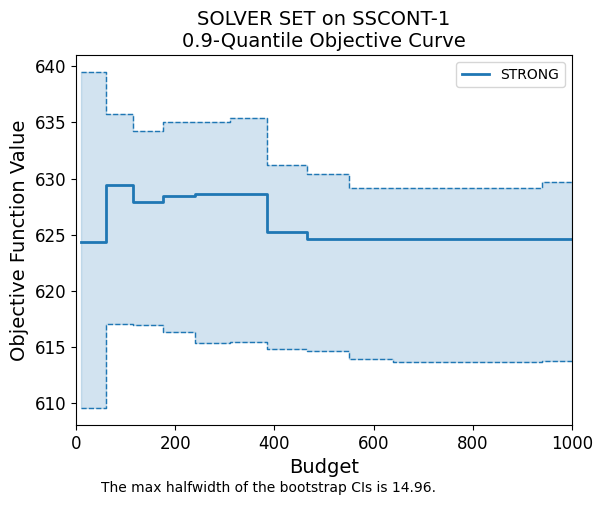 SOLVER SET on SSCONT-1
0.9-Quantile Objective Curve
STRONG
Objective Function Value
640
635
630
625
620
615
610
0 200 400 600 800 1000
Budget
The max halfwidth of the bootstrap CIs is 14.96.